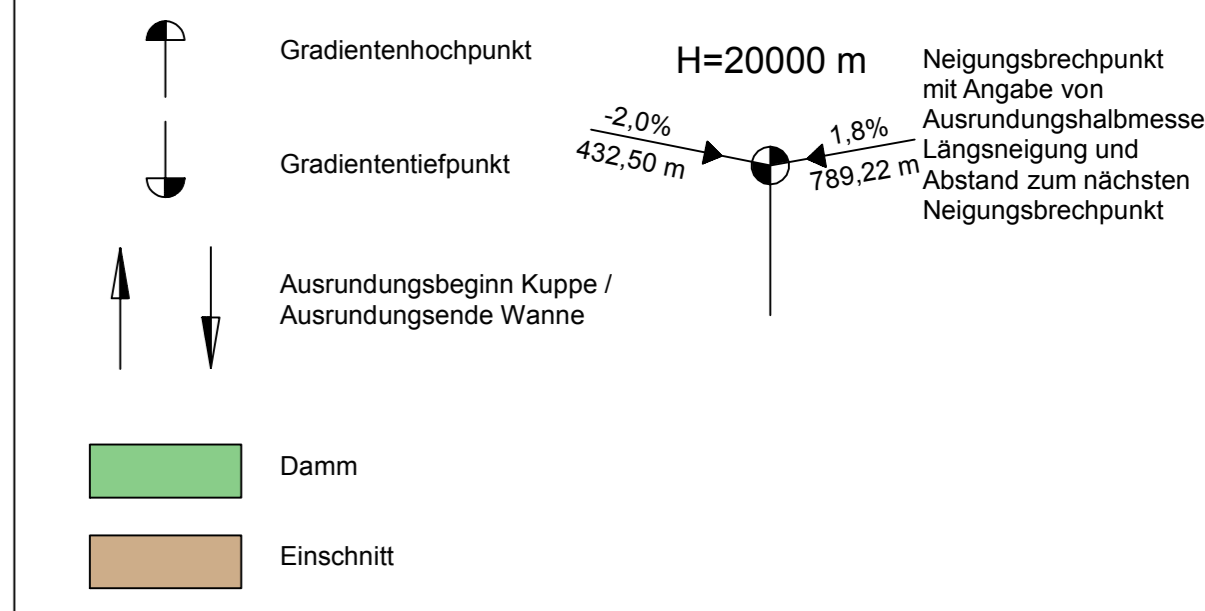 Gradientenhochpunkt
Gradiententiefpunkt
Ausrundungsbeginn Kuppe /
Ausrundungsende Wanne
Damm
Einschnitt
H=20000 m
-2,0%
432,50 m
1,8%
789,22 m
Neigungsbrechpunkt
mit Angabe von
Ausrundungshalbmesse
Längsneigung und
Abstand zum nächsten
Neigungsbrechpunkt